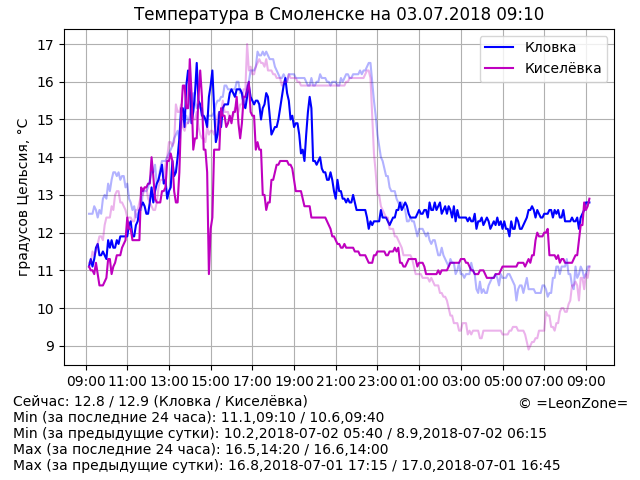 Температура в Смоленске на 03.07.2018 09:10
Кловка
Киселёвка
градусов Цельсия, °C
17
16
15
14
13
12
11
10
9
09:00 11:00 13:00 15:00 17:00 19:00 21:00 23:00 01:00 03:00 05:00 07:00 09:00
Сейчас: 12.8 / 12.9 (Кловка / Киселёвка)
© =LeonZone=
Min (за последние 24 часа): 11.1,09:10 / 10.6,09:40
Min (за предыдущие сутки): 10.2,2018-07-02 05:40 / 8.9,2018-07-02 06:15
Max (за последние 24 часа): 16.5,14:20 / 16.6,14:00
Max (за предыдущие сутки): 16.8,2018-07-01 17:15 / 17.0,2018-07-01 16:45